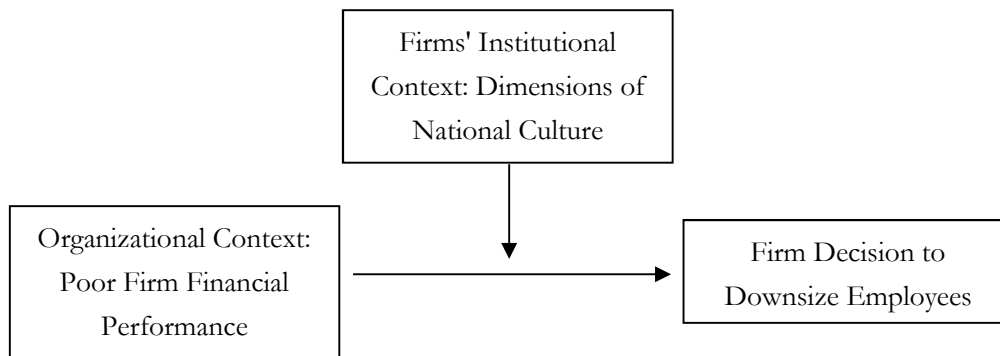 Firms' Institutional
Context: Dimensions of
National Culture
Organizational Context:
Poor Firm Financial
Performance
Firm Decision to
Downsize Employees